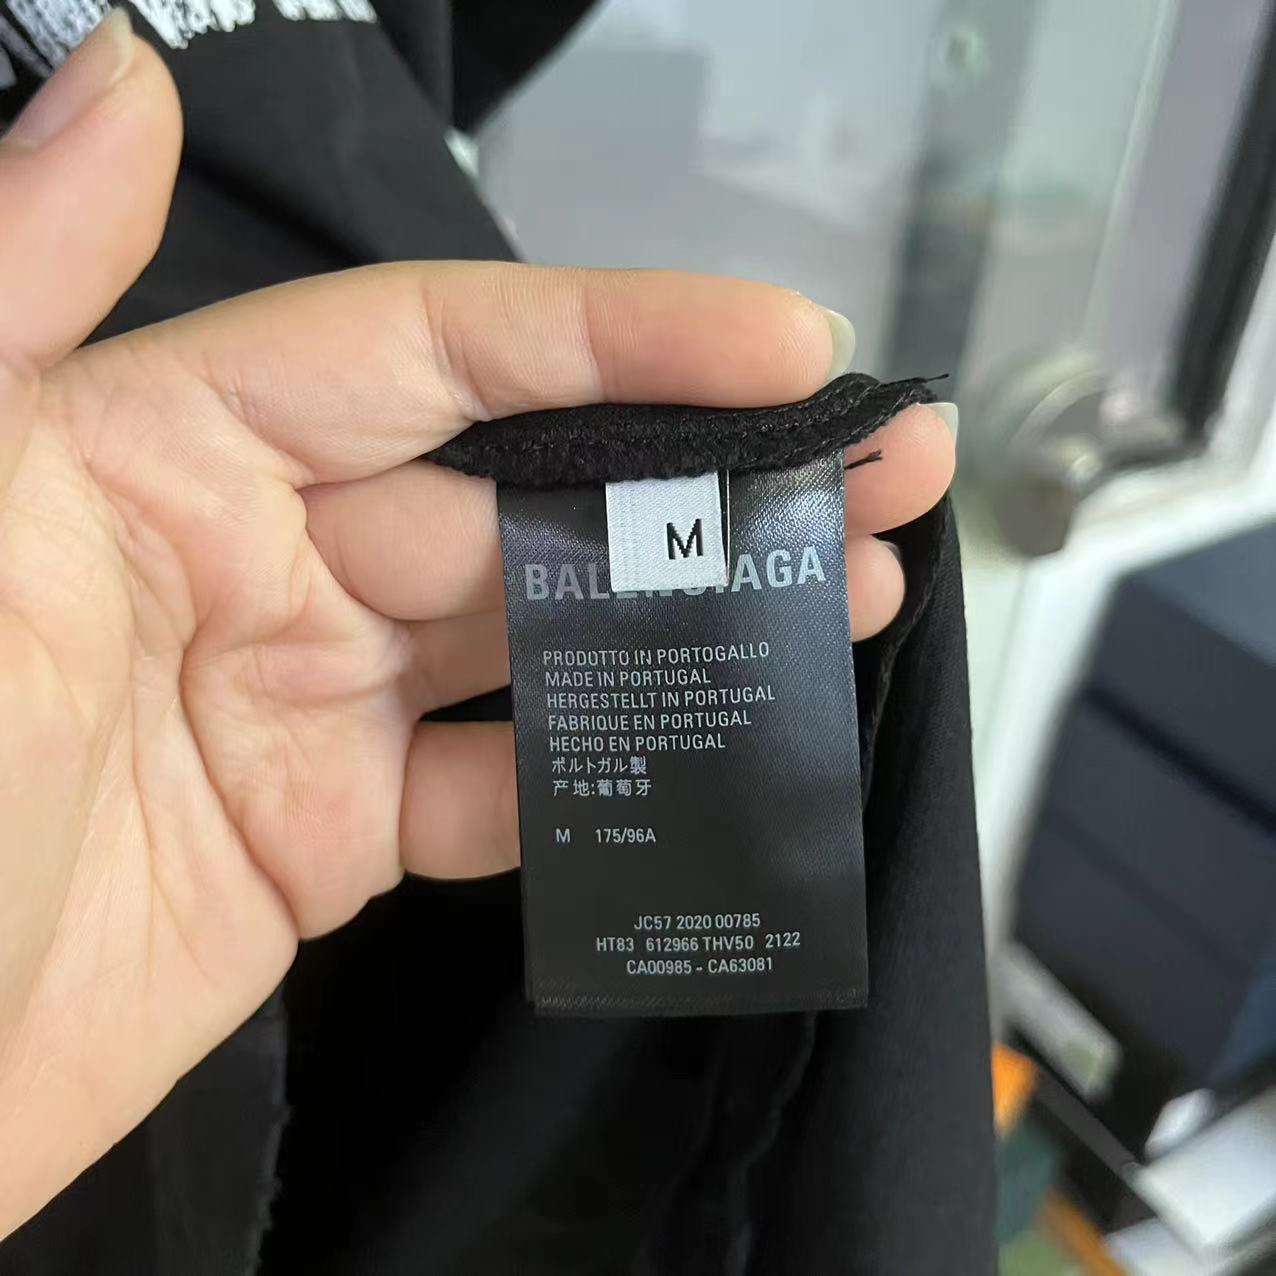 M
BALENCIAGA
PRODOTTO IN PORTOGALLO
MADE IN PORTUGAL
HERGESTELLT IN PORTUGAL
FABRIQUE EN PORTUGAL
HECHO EN PORTUGAL
ポルトガル製
产地:葡萄牙
M 175/96A
JC57 2020 00785
HT83 612966 THV50 2122
CA00985 - CA63081